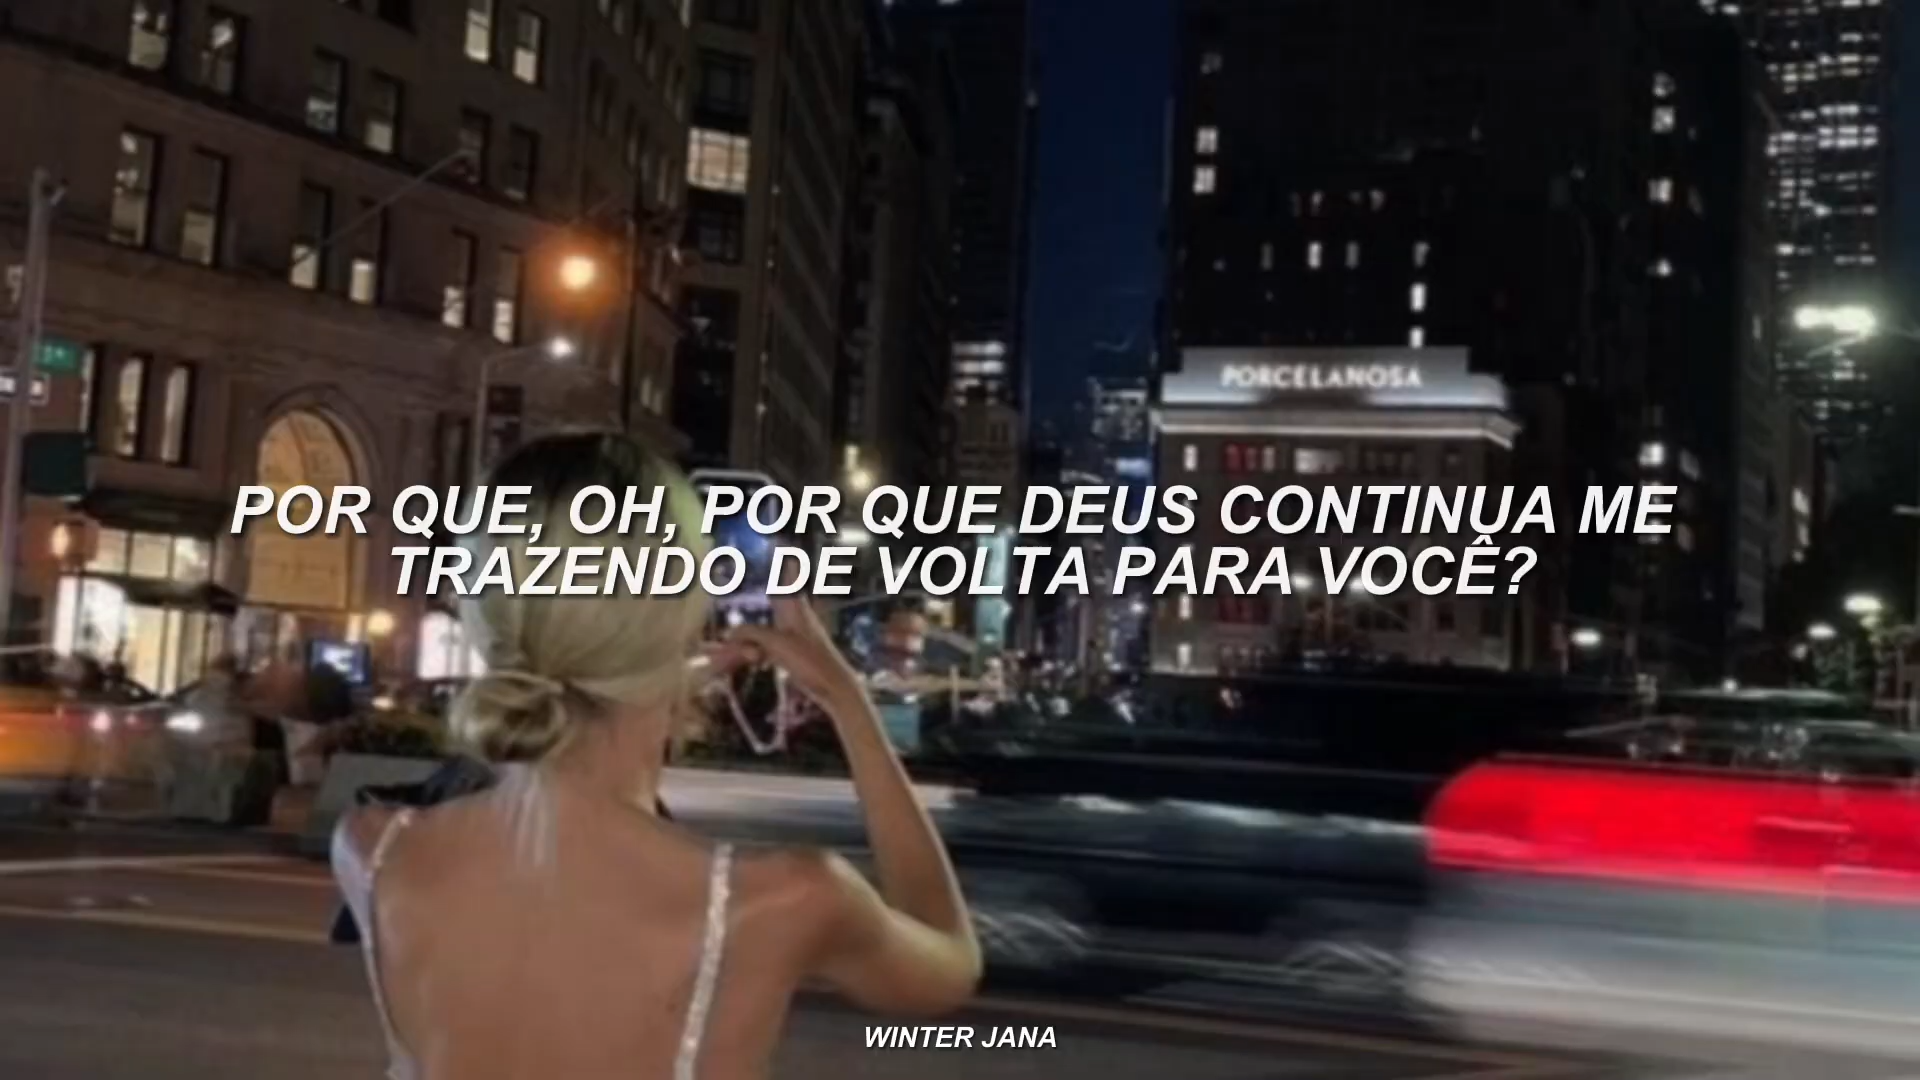 PORCELANOSA
POR QUE, OH, POR QUE DEUS CONTINUA ME
TRAZENDO DE VOLTA PARA VOCÊ?
WINTER JANA